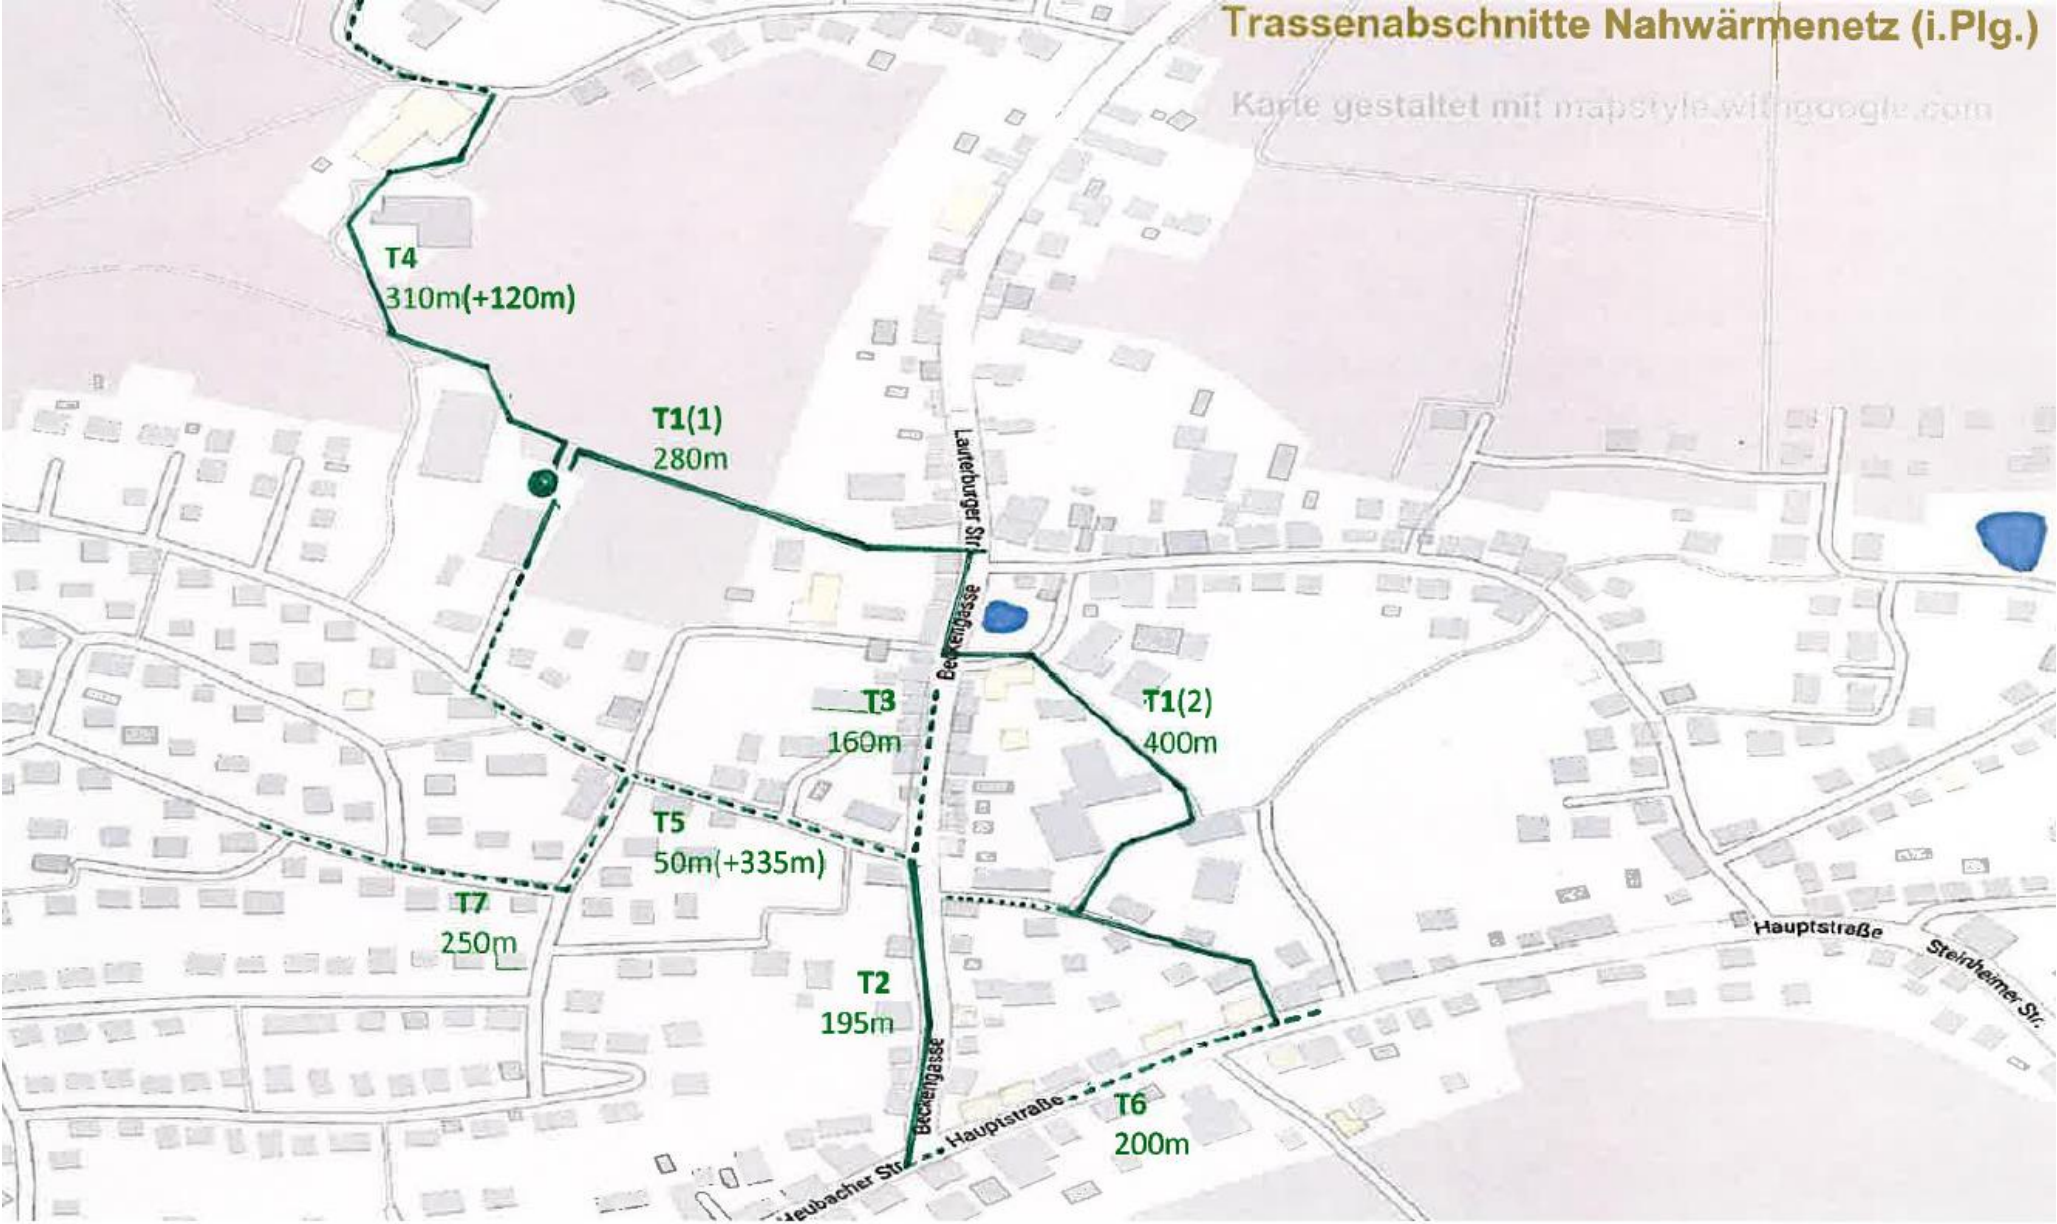 Trassenabschnitte Nahwärmenetz (i.Plg.)
Karte gestaltet mit mapstyle.withgoogle.com
T4
310m(+120m)
T1(1)
280m
Lauterburger Str.
Beckengasse
T3
160m
T1(2)
400m
T5
50m(+335m)
T7
250m
Hauptstraße
Steinheimer Str.
T2
195m
Beckengasse
Hauptstraße
T6
200m
Heubacher Str.